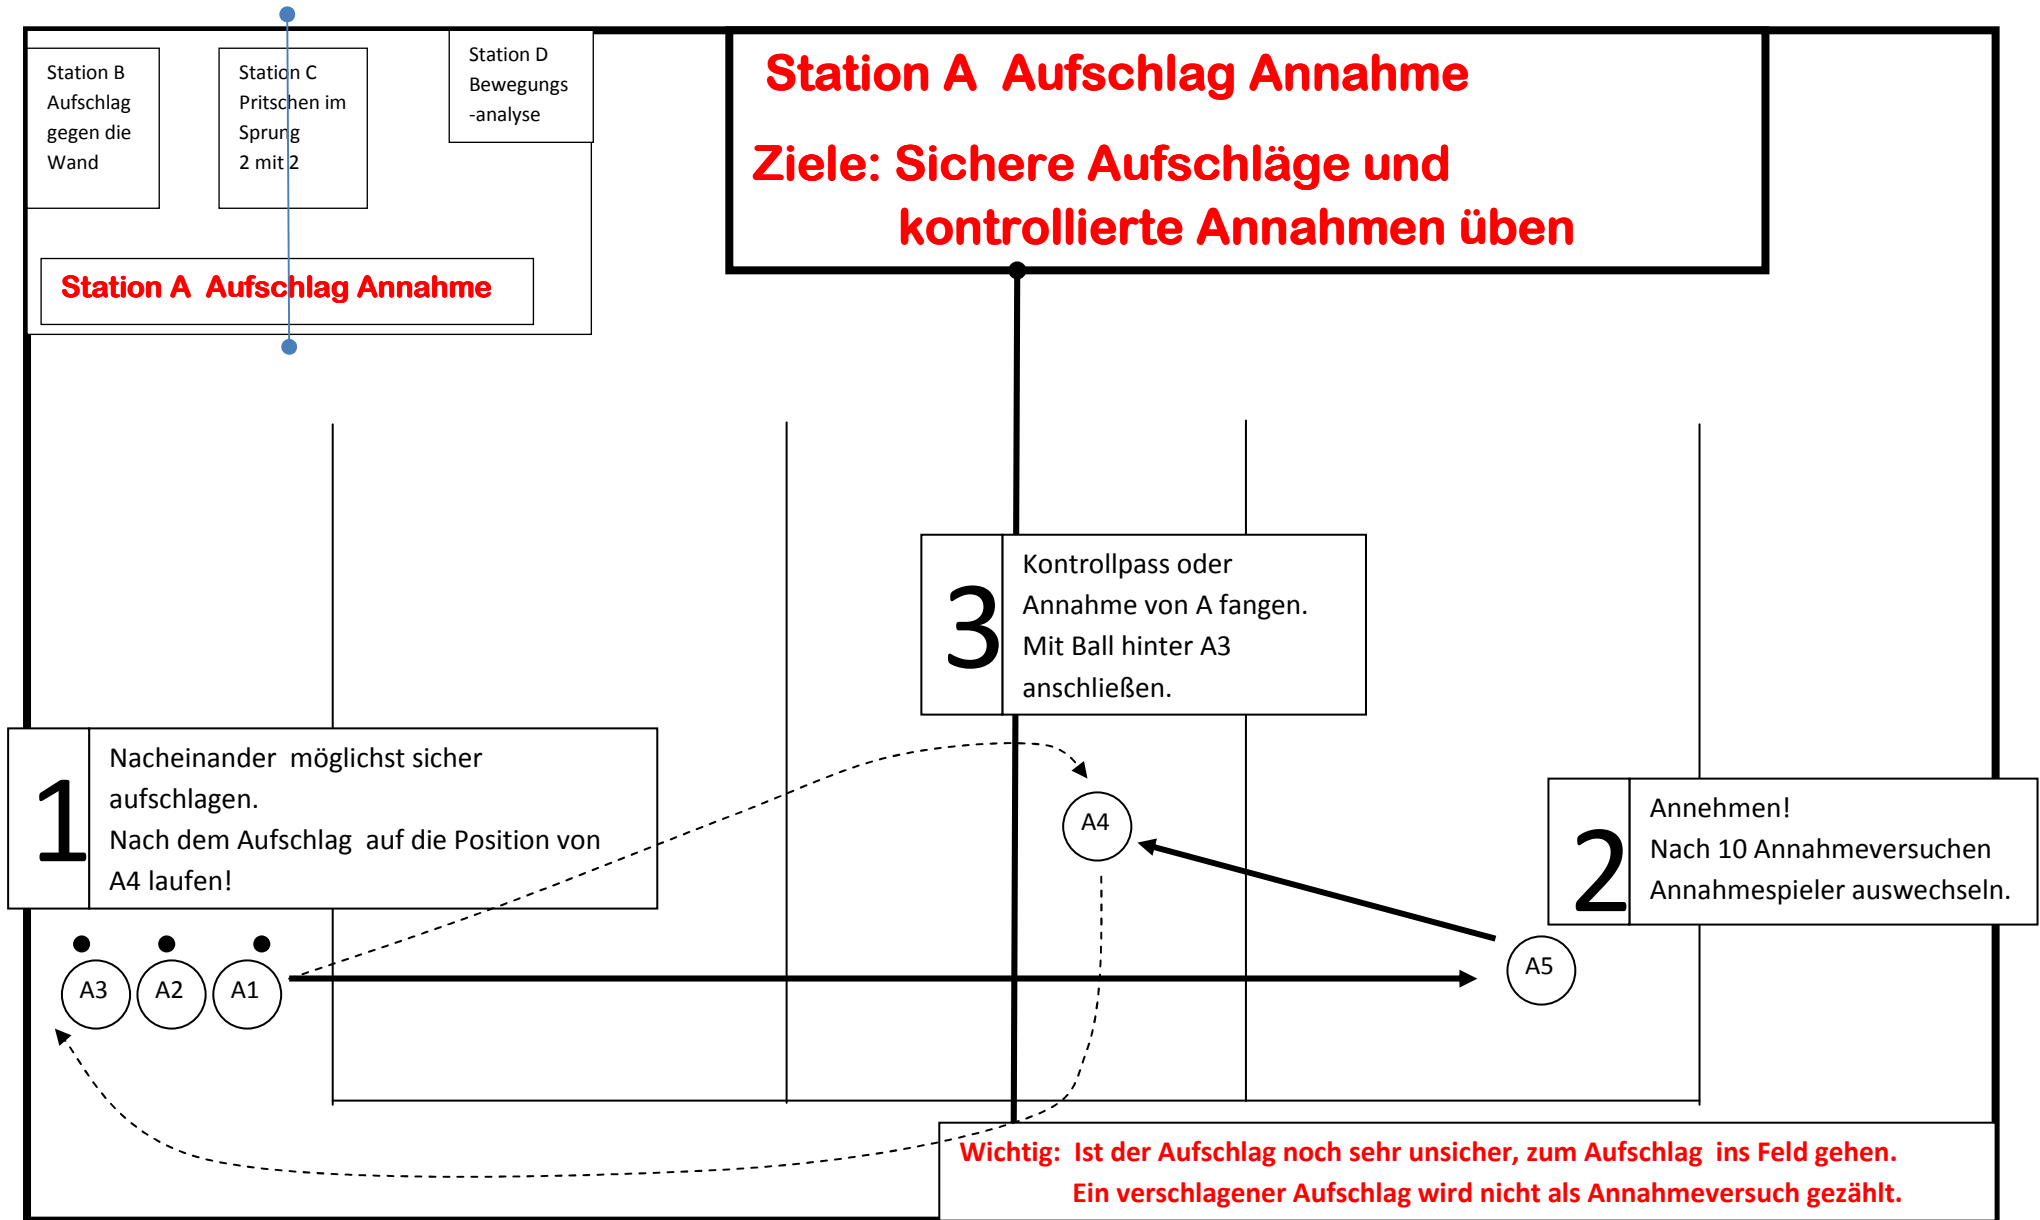 Station B
Aufschlag
gegen die
Wand
Station C
Pritschen im
Sprung
2 mit 2
Station D
Bewegungs
-analyse
Station A  Aufschlag Annahme
Station A  Aufschlag Annahme
Ziele: Sichere Aufschläge und
kontrollierte Annahmen üben
3
Kontrollpass oder
Annahme von A fangen.
Mit Ball hinter A3
anschließen.
1
Nacheinander  möglichst sicher
aufschlagen.
Nach dem Aufschlag  auf die Position von
A4 laufen!
A4
2
Annehmen!
Nach 10 Annahmeversuchen
Annahmespieler auswechseln.
A3
A2
A1
A5
Wichtig:  Ist der Aufschlag noch sehr unsicher, zum Aufschlag  ins Feld gehen.
Ein verschlagener Aufschlag wird nicht als Annahmeversuch gezählt.